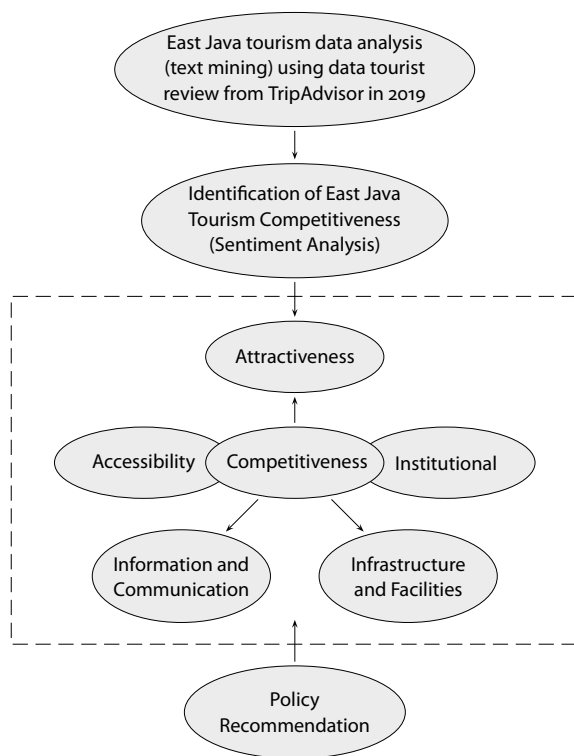 East Java tourism data analysis
(text mining) using data tourist
review from TripAdvisor in 2019
Identification of East Java
Tourism Competitiveness
(Sentiment Analysis)
Attractiveness
Accessibility
Competitiveness
Institutional
Information and
Communication
Infrastructure
and Facilities
Policy
Recommendation